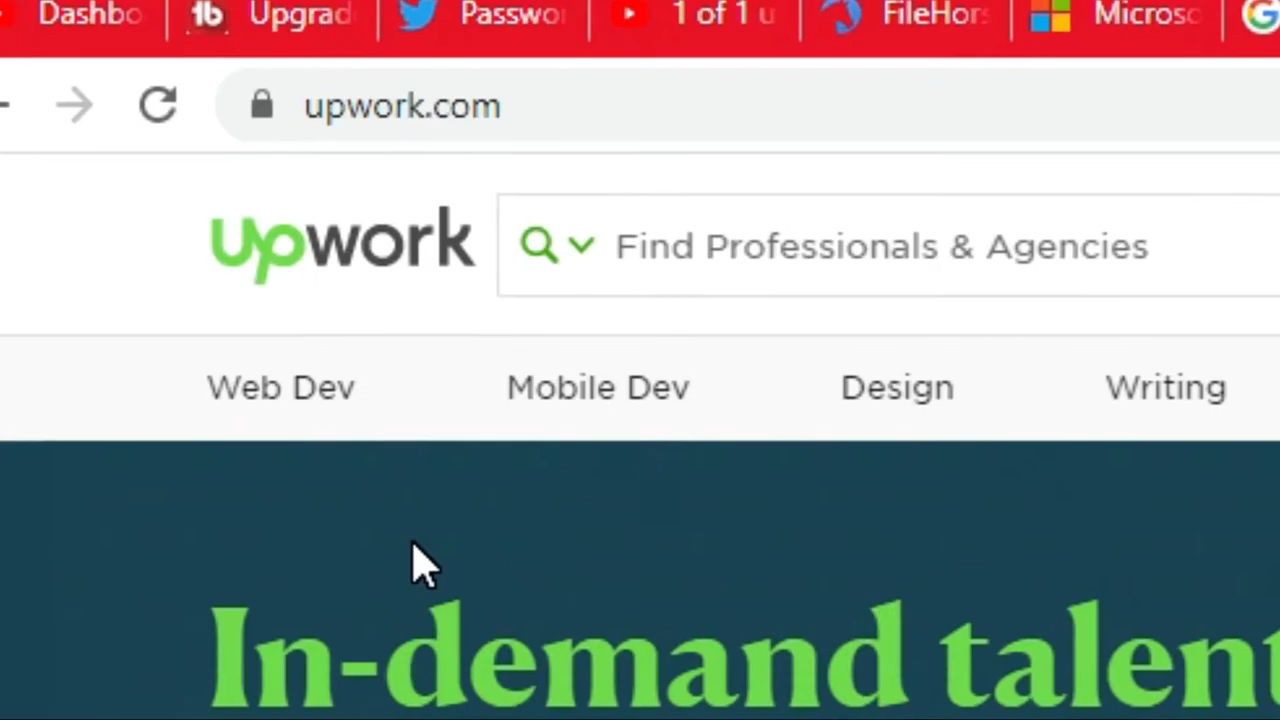 Dashbo Upgrad Passwo 1 of 1 u FileHors Microso
upwork.com
upwork Find Professionals & Agencies
Web Dev Mobile Dev Design Writing
In-demand talent